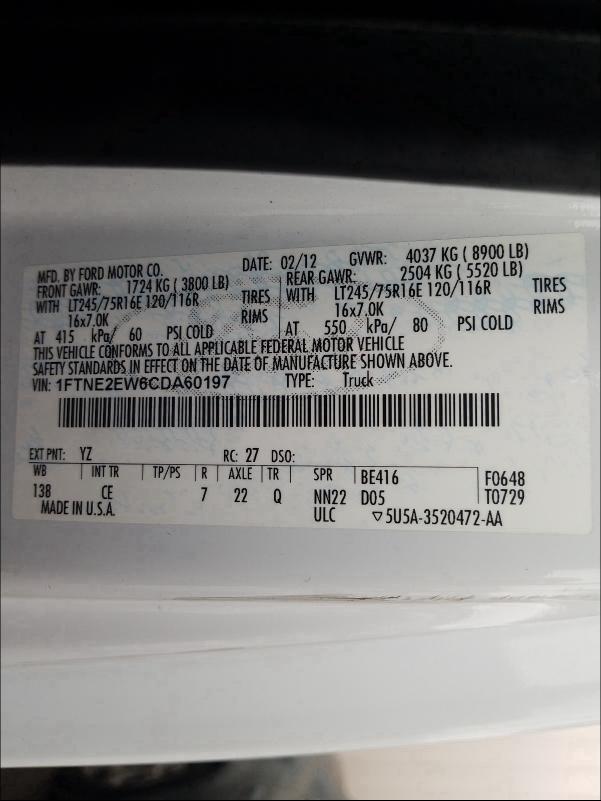 MFD. BY FORD MOTOR CO. DATE: 02/12 GVWR: 4037 KG ( 8900 LB)
FRONT GAWR: 1724 KG ( 3800 LB) REAR GAWR: 2504 KG ( 5520 LB)
WITH LT245/75R16E 120/116R TIRES WITH LT245/75R16E 120/116R TIRES
16x7.0K RIMS 16x7.0K RIMS
AT 415 kPa/ 60 PSI COLD AT 550 kPa/ 80 PSI COLD
THIS VEHICLE CONFORMS TO ALL APPLICABLE FEDERAL MOTOR VEHICLE
SAFETY STANDARDS IN EFFECT ON THE DATE OF MANUFACTURE SHOWN ABOVE.
VIN: 1FTNE2EW6CDA60197 TYPE: Truck
EXT PNT: YZ RC: 27 DSO:
WB INT TR TP/PS R AXLE TR SPR BE416 F0648
138 CE 7 22 Q NN22 D05 T0729
MADE IN U.S.A. ULC ▽5U5A-3520472-AA